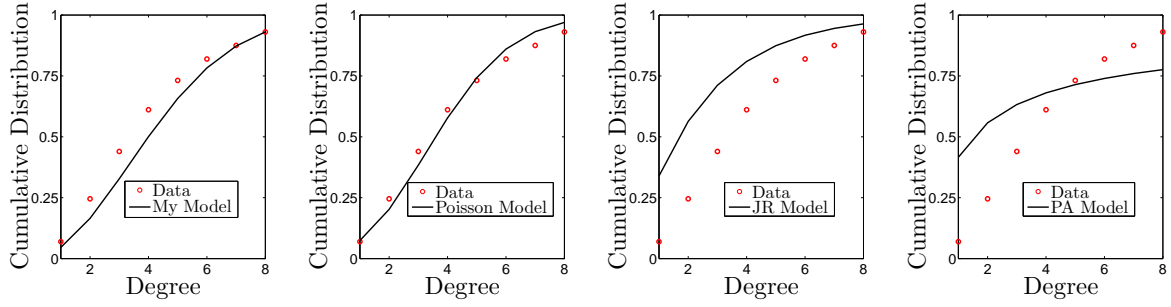 Cumulative Distribution
1
0.75
0.5
0.25
0
2 4 6 8
Degree
Data
My Model
Cumulative Distribution
1
0.75
0.5
0.25
0
2 4 6 8
Degree
Data
Poisson Model
Cumulative Distribution
1
0.75
0.5
0.25
0
2 4 6 8
Degree
Data
JR Model
Cumulative Distribution
1
0.75
0.5
0.25
0
2 4 6 8
Degree
Data
PA Model